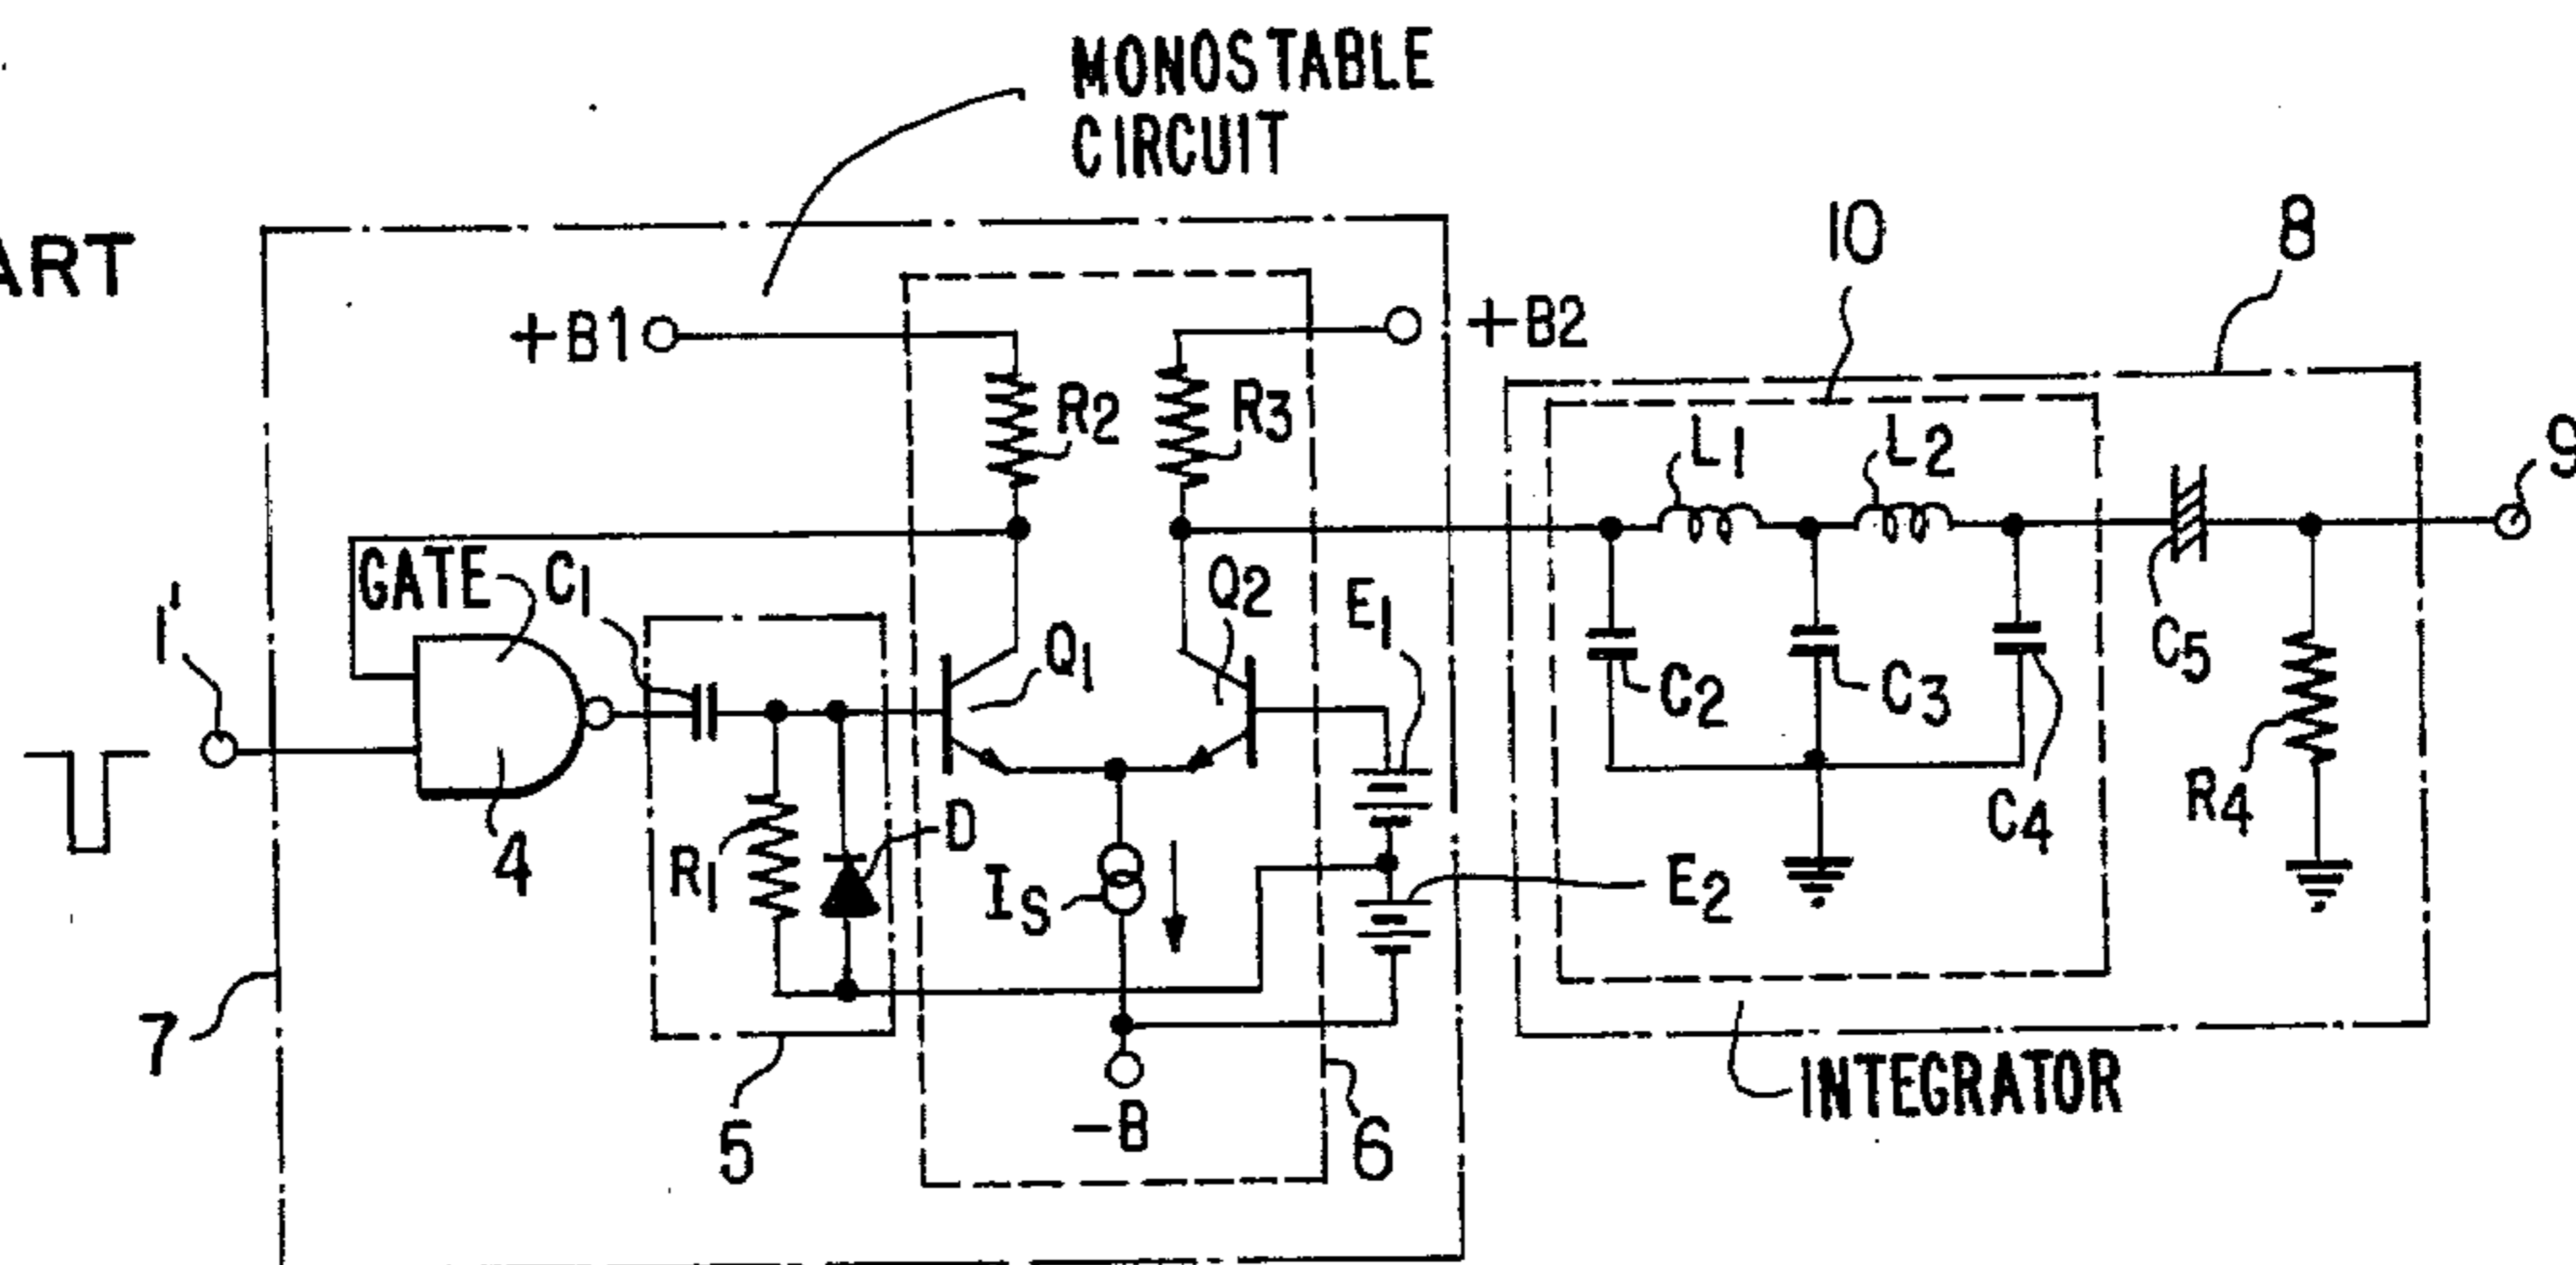 MONOSTABLE
CIRCUIT
ART
10
8
+B1
+B2
R2
R3
L1
L2
9
GATE
C1
1'
Q1
Q2
E1
C2
C3
C5
4
R1
D
IS
E2
C4
R4
7
5
-B
6
INTEGRATOR